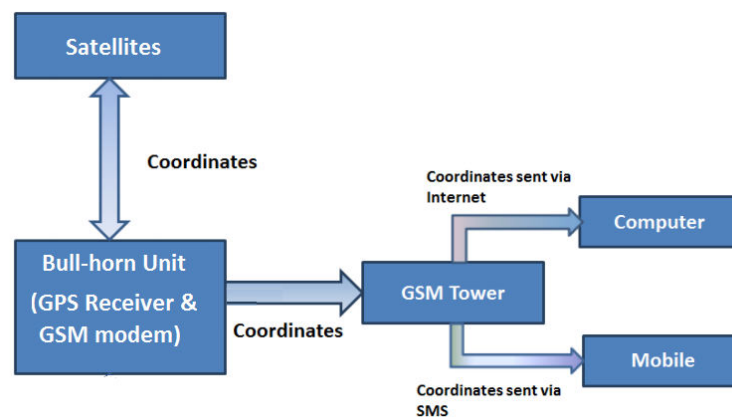 Satellites
Coordinates
Bull-horn Unit
(GPS Receiver &
GSM modem)
Coordinates
GSM Tower
Coordinates sent via
Internet
Computer
Mobile
Coordinates sent via
SMS